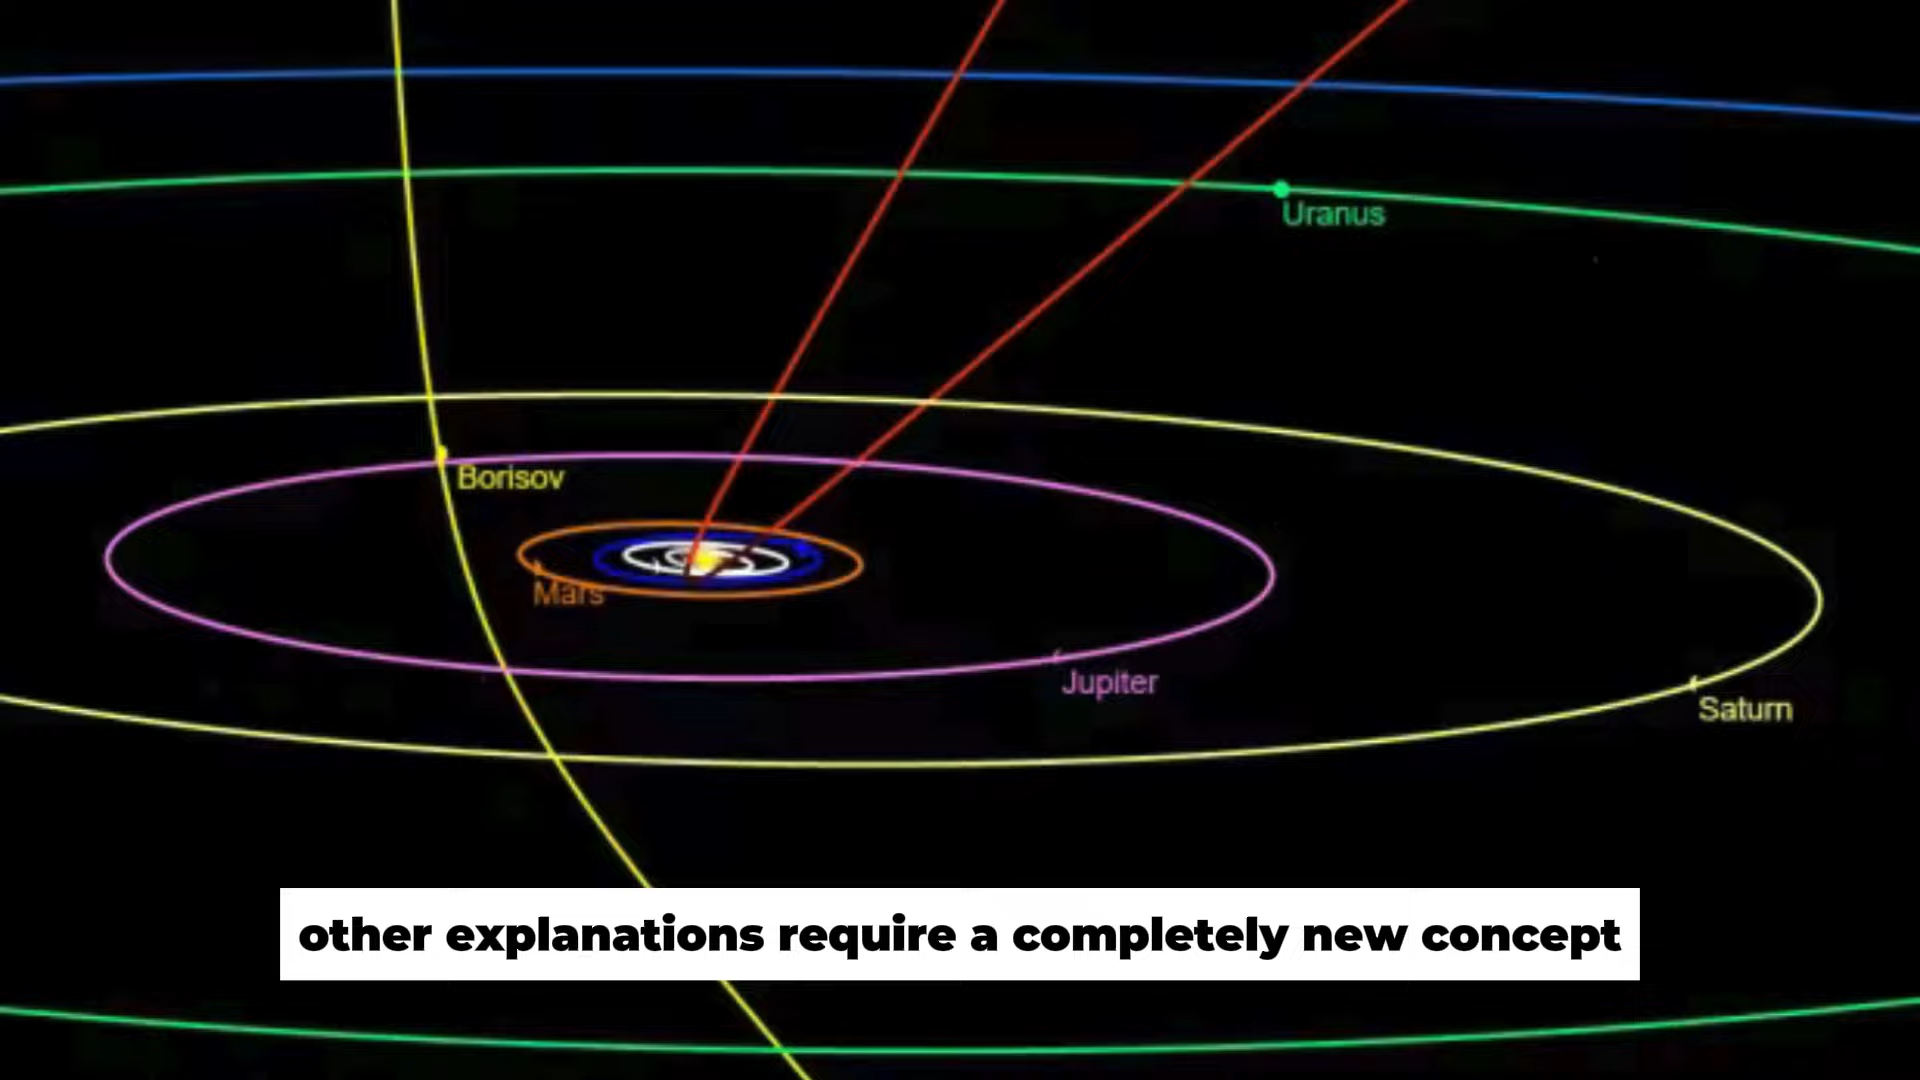 Uranus
Borisov
Mars
Jupiter
Saturn
other explanations require a completely new concept